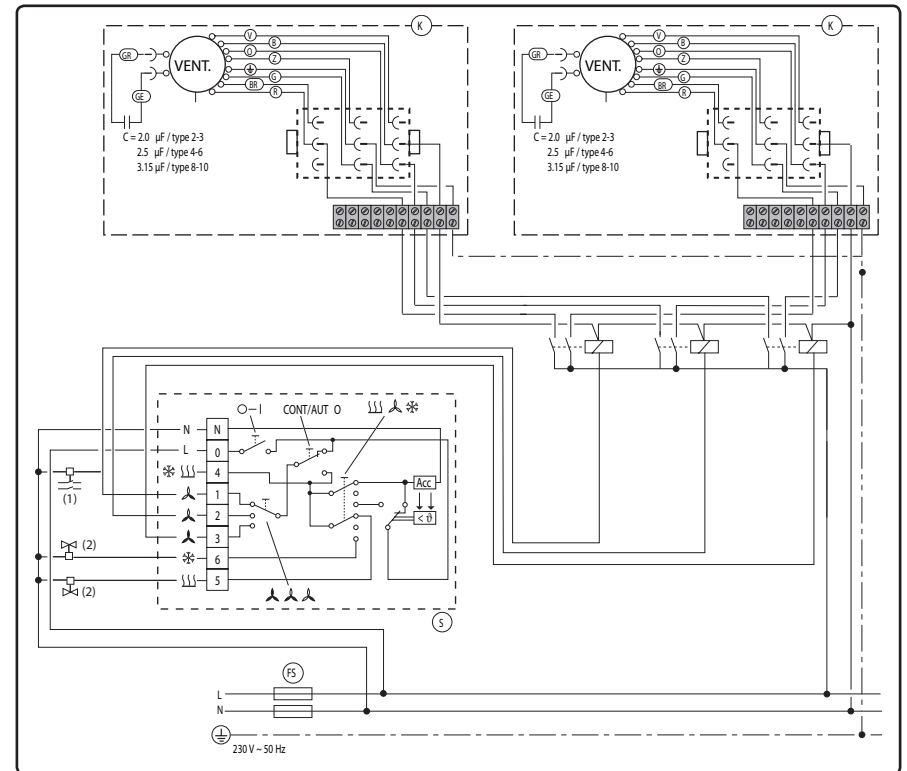 K
V
B
O
Z
G
BR
R
GR
GE
VENT.
C = 2.0 µF / type 2-3
2.5 µF / type 4-6
3.15 µF / type 8-10
K
V
B
O
Z
G
BR
R
GR
GE
VENT.
C = 2.0 µF / type 2-3
2.5 µF / type 4-6
3.15 µF / type 8-10
O–I CONT/AUT O
N N
L 0
4
1
2
3
6
5
(1)
(2)
(2)
Acc
< ϑ
S
FS
L
N
230 V ~ 50 Hz